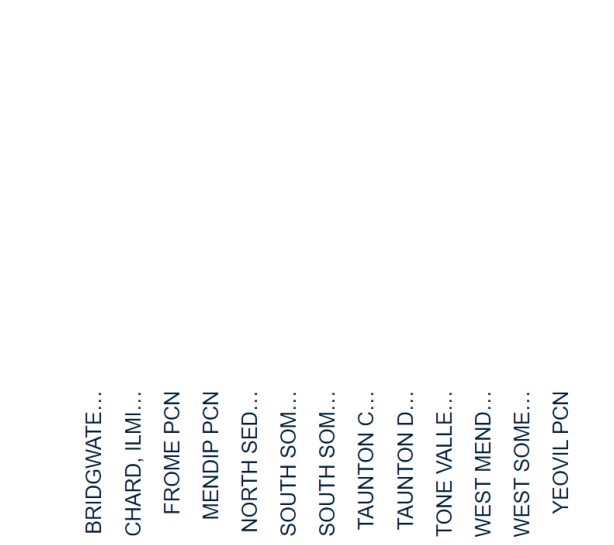 BRIDGWATE...
CHARD, ILMI...
FROME PCN
MENDIP PCN
NORTH SED...
SOUTH SOM...
SOUTH SOM...
TAUNTON C...
TAUNTON D...
TONE VALLE...
WEST MEND...
WEST SOME...
YEOVIL PCN